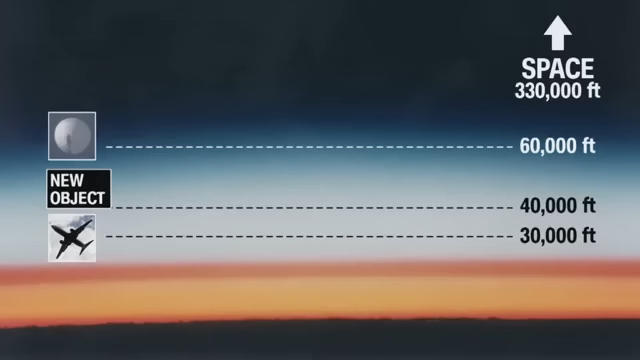 SPACE
330,000 ft
60,000 ft
NEW
OBJECT
40,000 ft
30,000 ft